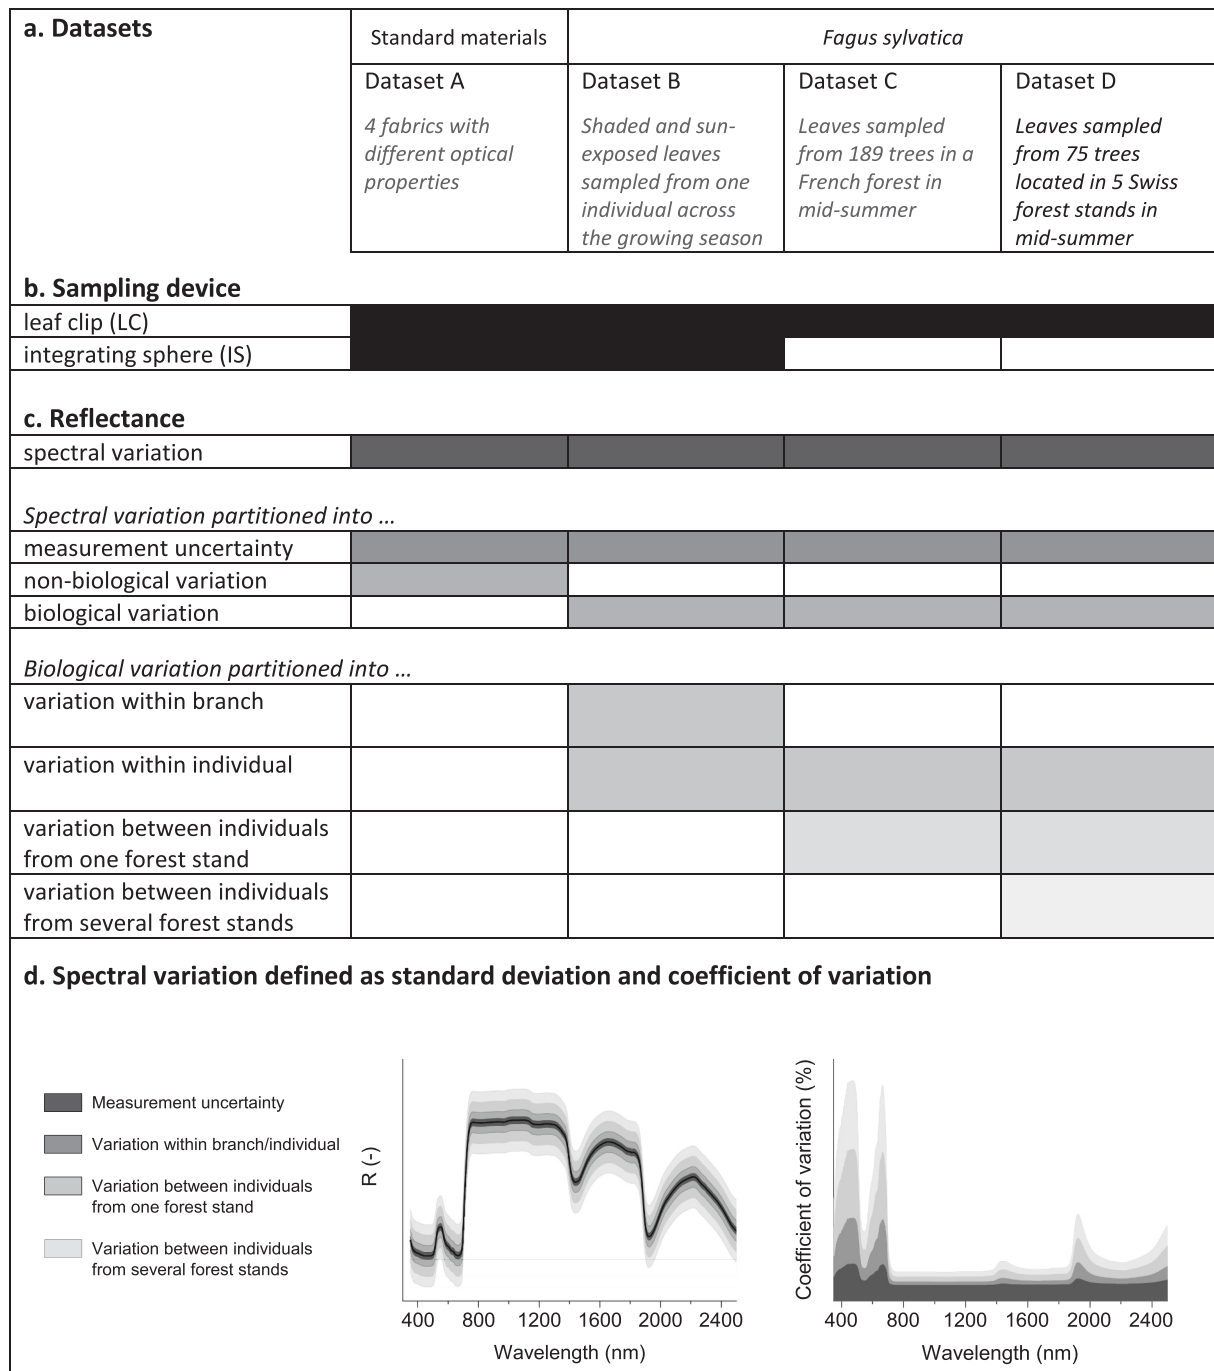 a. Datasets
Standard materials
Fagus sylvatica
Dataset A
4 fabrics with
different optical
properties
Dataset B
Shaded and sun-
exposed leaves
sampled from one
individual across
the growing season
Dataset C
Leaves sampled
from 189 trees in a
French forest in
mid-summer
Dataset D
Leaves sampled
from 75 trees
located in 5 Swiss
forest stands in
mid-summer
b. Sampling device
leaf clip (LC)
integrating sphere (IS)
c. Reflectance
spectral variation
Spectral variation partitioned into …
measurement uncertainty
non-biological variation
biological variation
Biological variation partitioned into …
variation within branch
variation within individual
variation between individuals
from one forest stand
variation between individuals
from several forest stands
d. Spectral variation defined as standard deviation and coefficient of variation
Measurement uncertainty
Variation within branch/individual
Variation between individuals
from one forest stand
Variation between individuals
from several forest stands
R (-)
400 800 1200 1600 2000 2400
Wavelength (nm)
Coefficient of variation (%)
400 800 1200 1600 2000 2400
Wavelength (nm)